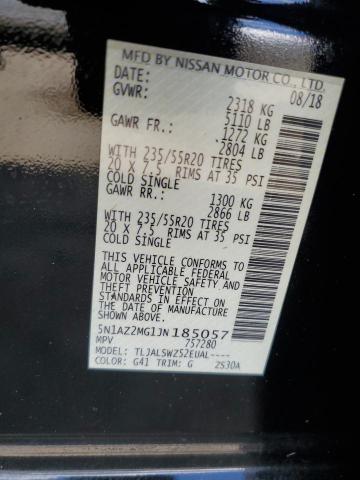 MFD BY NISSAN MOTOR CO., LTD.
DATE: 08/18
GVWR: 2318 KG
5110 LB
GAWR FR.: 1272 KG
2804 LB
WITH 235/55R20 TIRES
20 X 7.5 RIMS AT 35 PSI
COLD SINGLE
GAWR RR.: 1300 KG
2866 LB
WITH 235/55R20 TIRES
20 X 7.5 RIMS AT 35 PSI
COLD SINGLE
THIS VEHICLE CONFORMS TO
ALL APPLICABLE FEDERAL
MOTOR VEHICLE SAFETY AND
THEFT PREVENTION
STANDARDS IN EFFECT ON
THE DATE OF MANUFACTURE
SHOWN ABOVE.
5N1AZ2MG1JN185057
MPV 757280
MODEL: TLJALSWZ52EUAL----
COLOR: G41 TRIM: G 2S30A